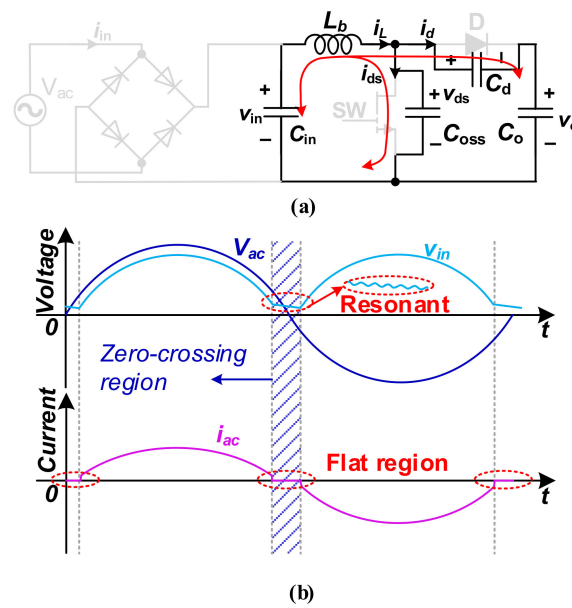 L_b i_L i_d D
i_in
V_ac
+ − C_d
i_ds
+ v_in − C_in
SW
+ v_ds − C_oss
C_o
+ −
(a)
Voltage
V_ac
v_in
Resonant
0
t
Zero-crossing
region
Current
i_ac
Flat region
0
t
(b)